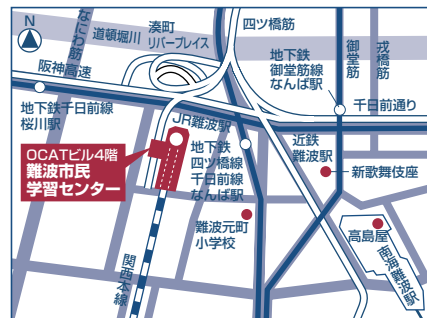 N
なにわ筋
道頓堀川
湊町
リバープレイス
四ツ橋筋
御堂筋
戎橋筋
阪神高速
地下鉄
御堂筋線
なんば駅
千日前通り
地下鉄千日前線
桜川駅
JR難波駅
OCATビル4階
難波市民
学習センター
地下鉄
四ツ橋線
千日前線
なんば駅
近鉄
難波駅
新歌舞伎座
難波元町
小学校
高島屋
南海難波駅
関西本線